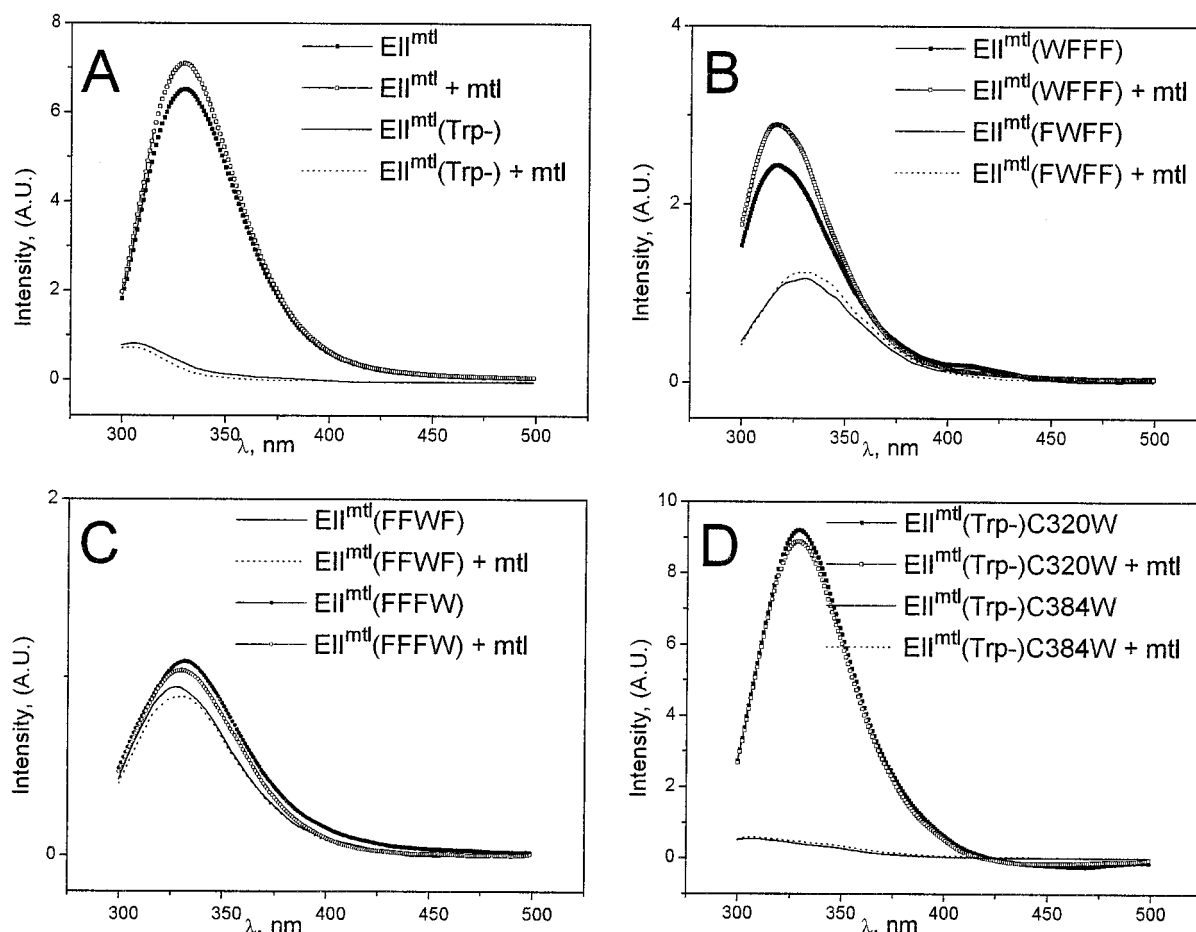 A
Intensity, (A.U.)
8
6
4
2
0
300
350
400
450
500
λ, nm
EII^mtl
EII^mtl + mtl
EII^mtl(Trp-)
EII^mtl(Trp-) + mtl
B
Intensity, (A.U.)
4
2
0
300
350
400
450
500
λ, nm
EII^mtl(WFFF)
EII^mtl(WFFF) + mtl
EII^mtl(FWFF)
EII^mtl(FWFF) + mtl
C
Intensity, (A.U.)
2
0
300
350
400
450
500
λ, nm
EII^mtl(FFWF)
EII^mtl(FFWF) + mtl
EII^mtl(FFFW)
EII^mtl(FFFW) + mtl
D
Intensity, (A.U.)
10
8
6
4
2
0
300
350
400
450
500
λ, nm
EII^mtl(Trp-)C320W
EII^mtl(Trp-)C320W + mtl
EII^mtl(Trp-)C384W
EII^mtl(Trp-)C384W + mtl